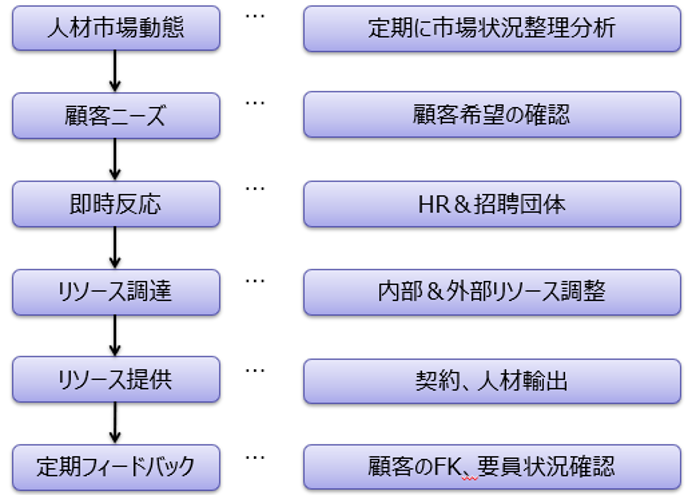 人材市場動態 … 定期に市場状況整理分析
顧客ニーズ … 顧客希望の確認
即時反応 … HR＆招聘団体
リソース調達 … 内部＆外部リソース調整
リソース提供 … 契約、人材輸出
定期フィードバック … 顧客のFK、要員状況確認